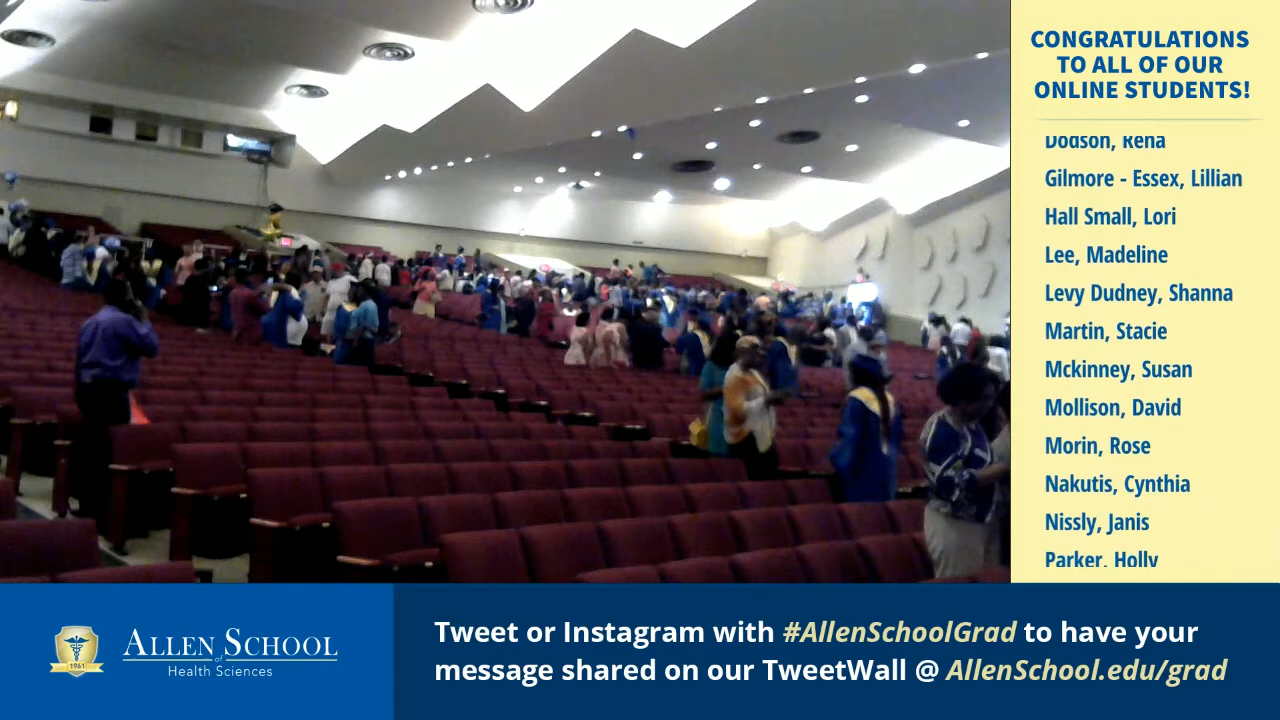 CONGRATULATIONS
TO ALL OF OUR
ONLINE STUDENTS!
Dodson, Rena
Gilmore - Essex, Lillian
Hall Small, Lori
Lee, Madeline
Levy Dudney, Shanna
Martin, Stacie
Mckinney, Susan
Mollison, David
Morin, Rose
Nakutis, Cynthia
Nissly, Janis
Parker, Holly
1961
ALLEN SCHOOL
of
Health Sciences
Tweet or Instagram with #AllenSchoolGrad to have your
message shared on our TweetWall @ AllenSchool.edu/grad